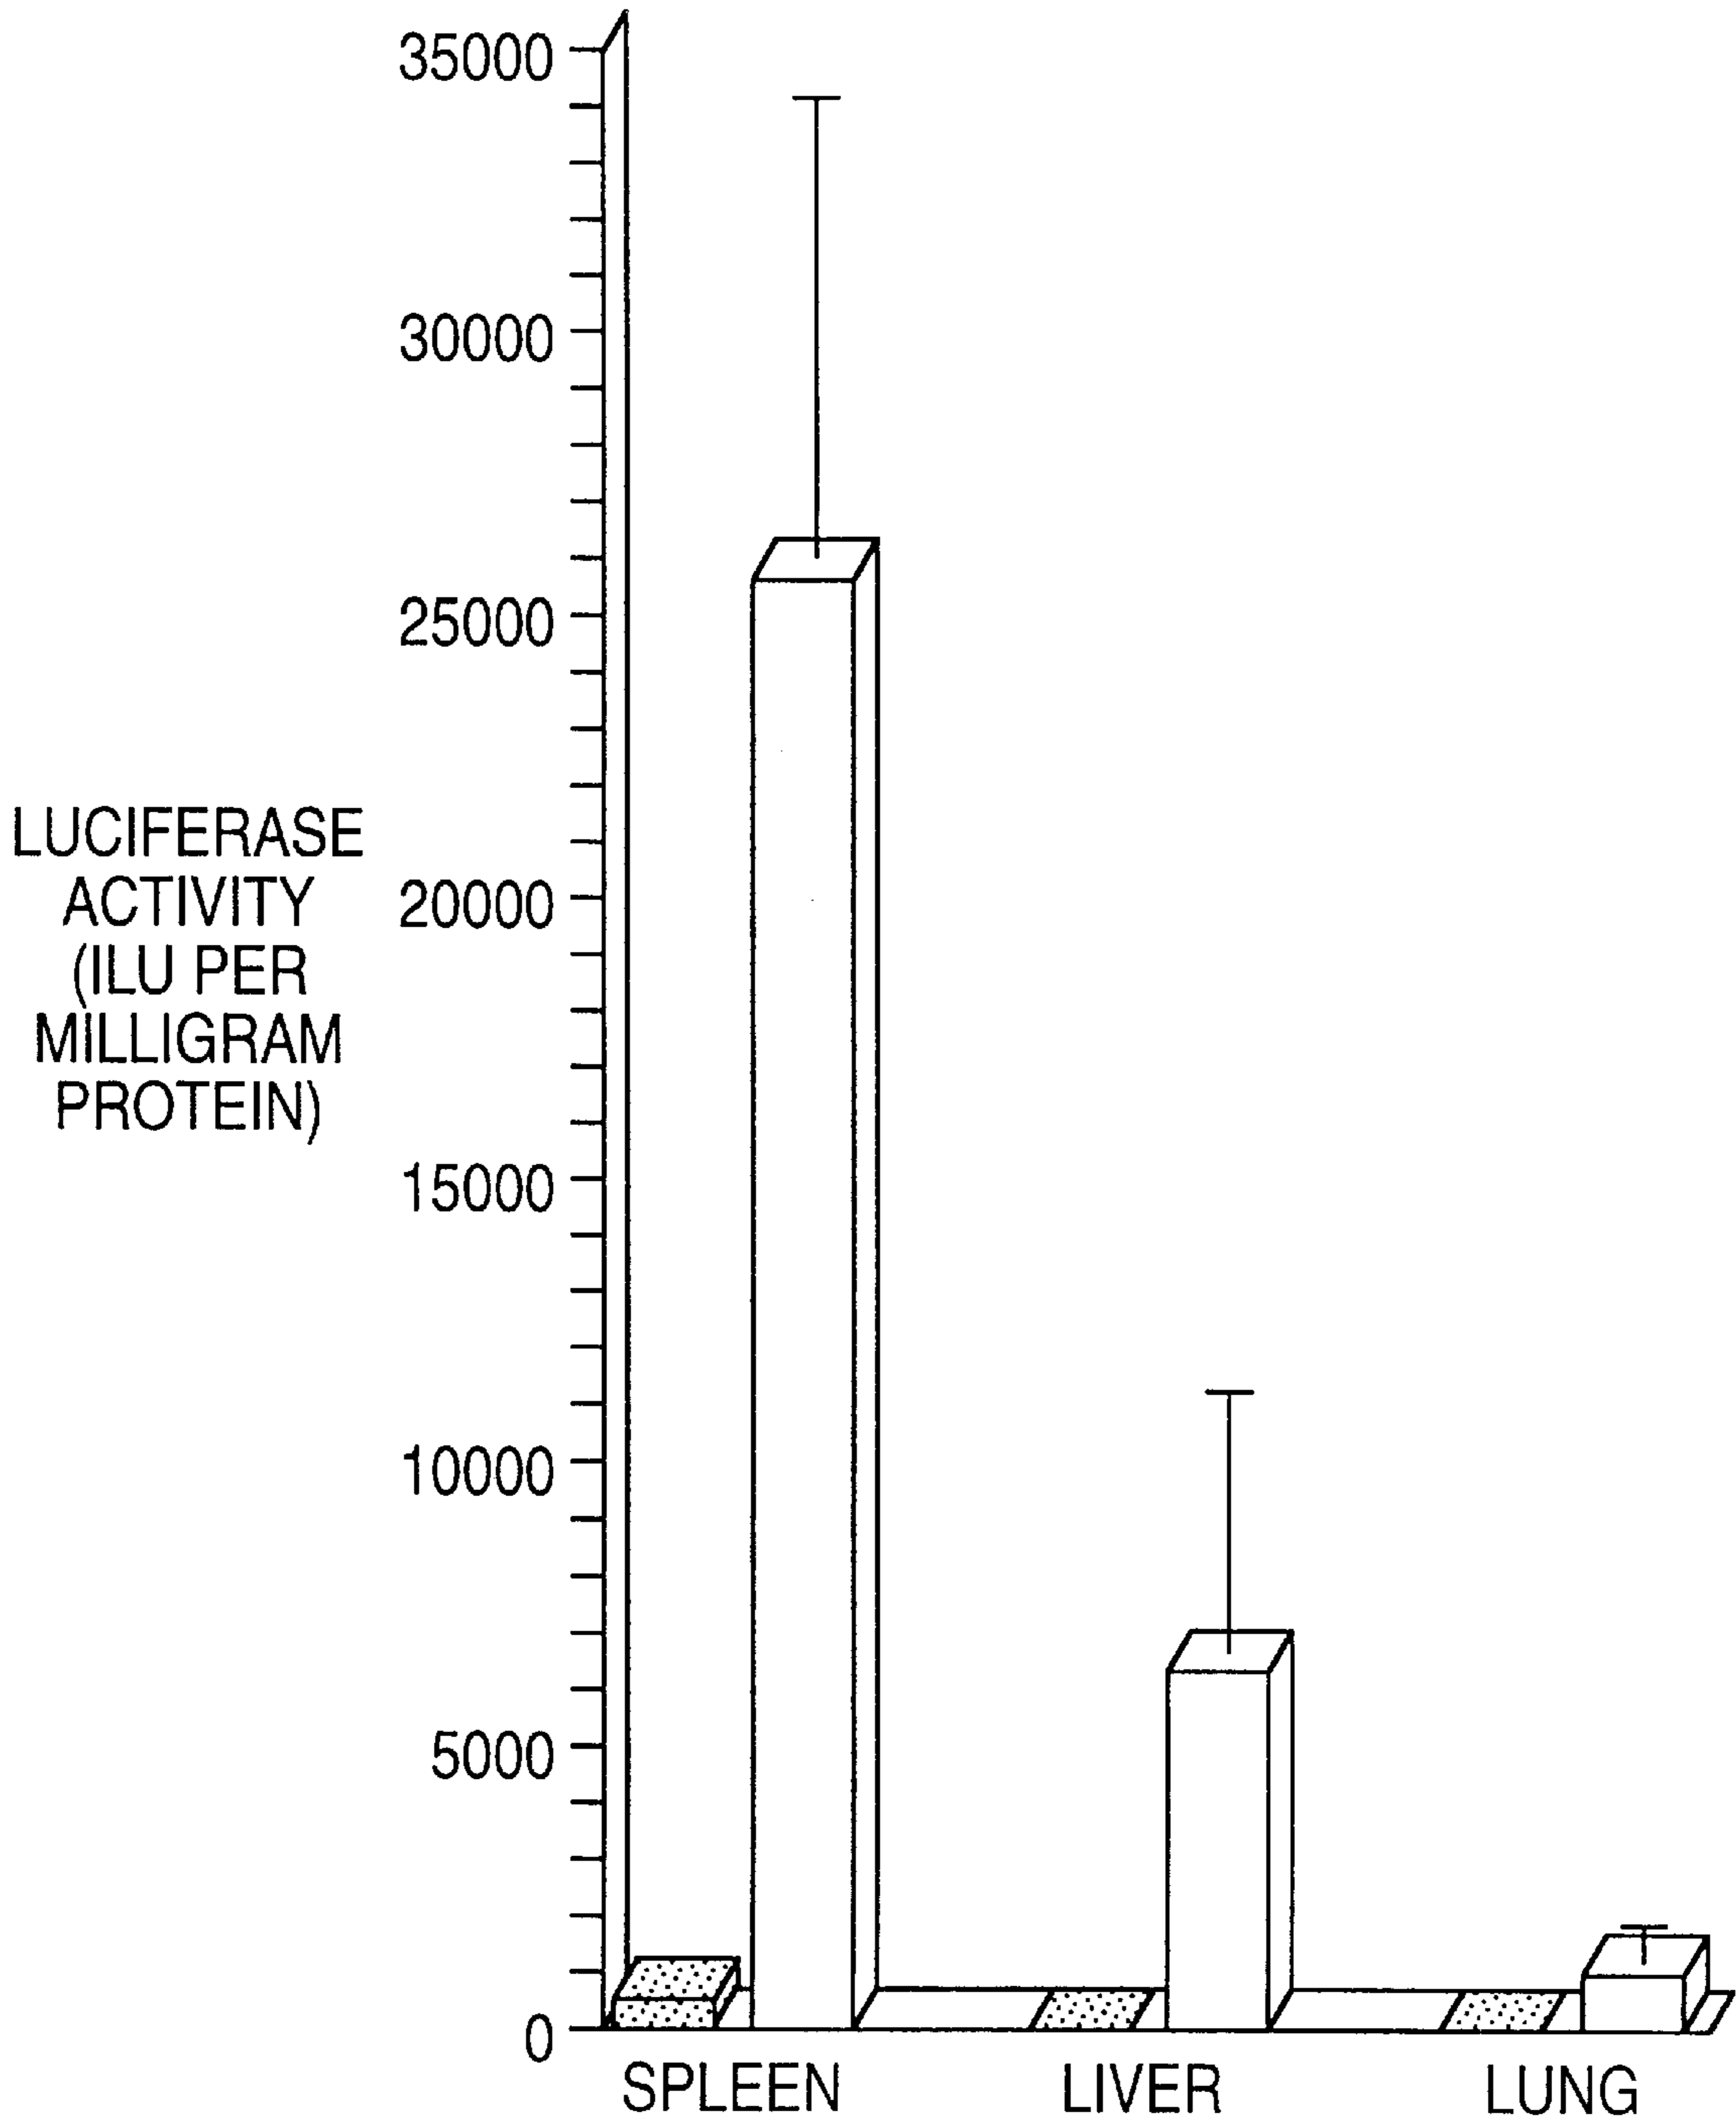 35000
30000
25000
20000
15000
10000
5000
0
LUCIFERASE
ACTIVITY
(ILU PER
MILLIGRAM
PROTEIN)
SPLEEN
LIVER
LUNG